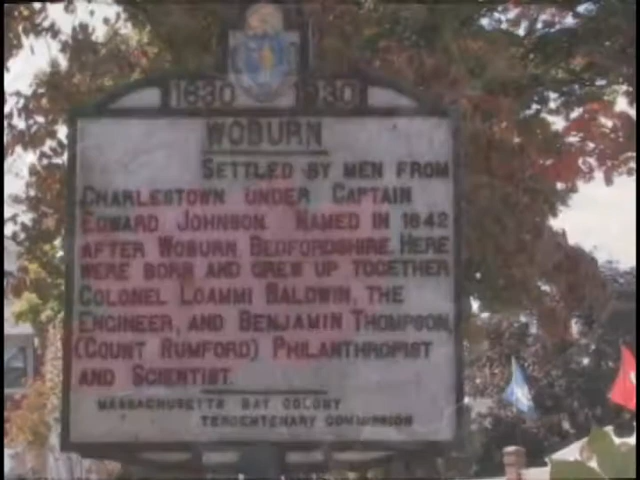 1630 1930
WOBURN
SETTLED BY MEN FROM
CHARLESTOWN UNDER CAPTAIN
EDWARD JOHNSON. NAMED IN 1642
AFTER WOBURN, BEDFORDSHIRE. HERE
WERE BORN AND GREW UP TOGETHER
COLONEL LOAMMI BALDWIN, THE
ENGINEER, AND BENJAMIN THOMPSON,
(COUNT RUMFORD) PHILANTHROPIST
AND SCIENTIST.
MASSACHUSETTS BAY COLONY
TERCENTENARY COMMISSION